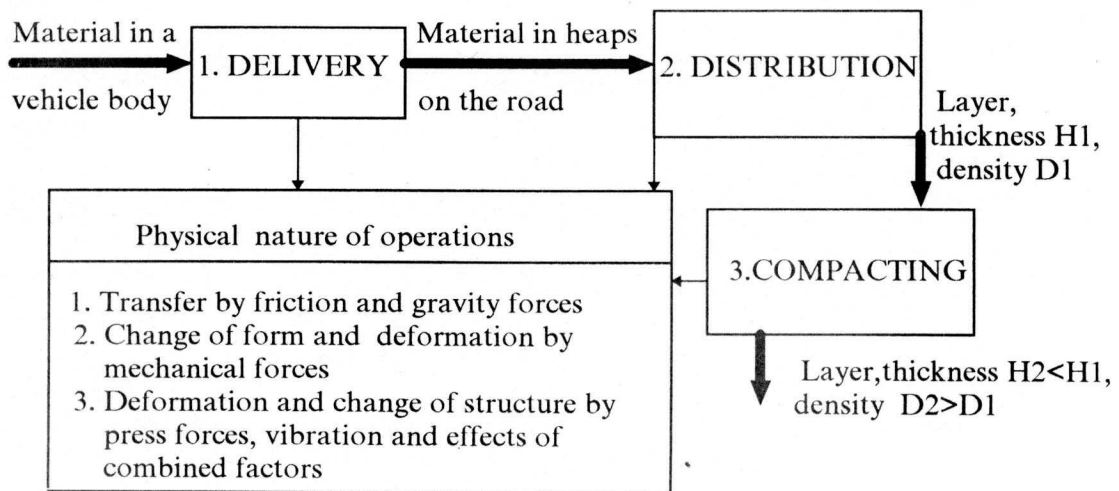 Material in a
vehicle body
1. DELIVERY
Material in heaps
on the road
2. DISTRIBUTION
Layer,
thickness H1,
density D1
3.COMPACTING
Layer,thickness H2<H1,
density D2>D1
Physical nature of operations
1. Transfer by friction and gravity forces
2. Change of form and deformation by
mechanical forces
3. Deformation and change of structure by
press forces, vibration and effects of
combined factors